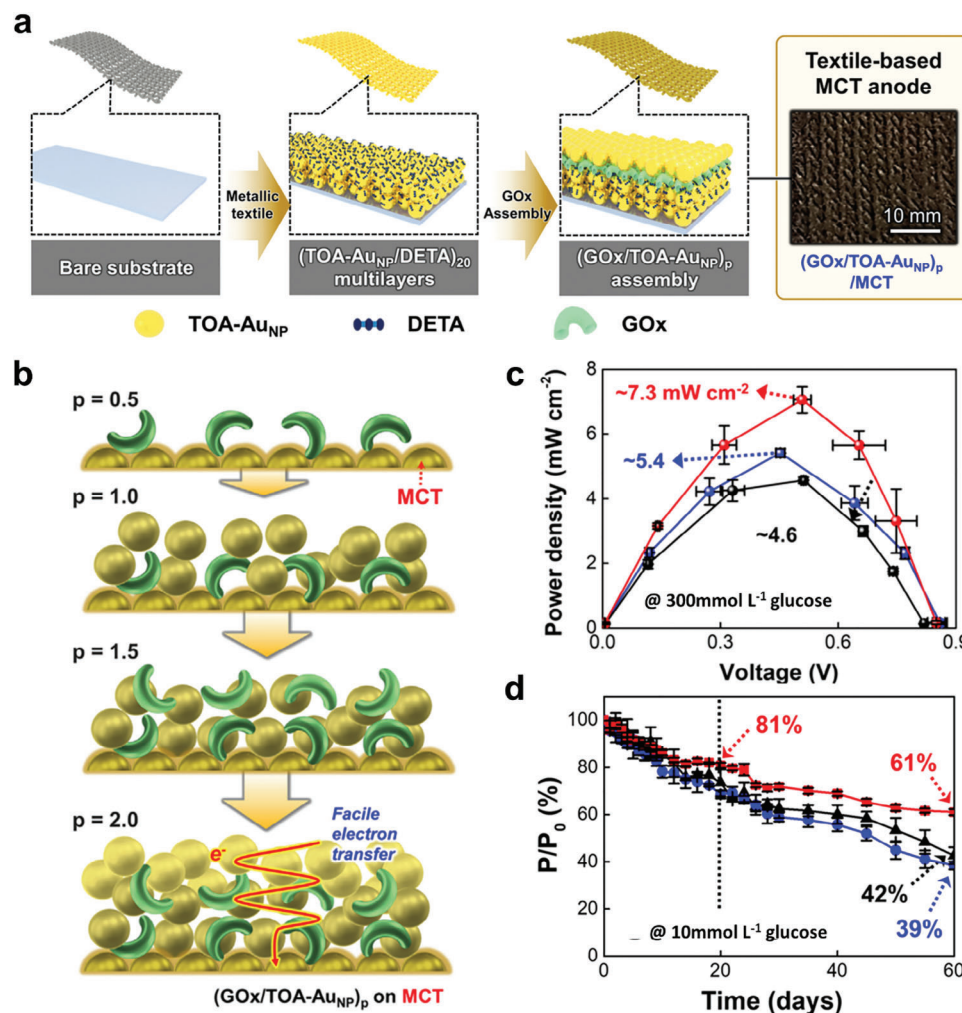 a
Metallic
textile
GOx
Assembly
Bare substrate
(TOA-AuNP/DETA)20
multilayers
(GOx/TOA-AuNP)p
assembly
Textile-based
MCT anode
10 mm
(GOx/TOA-AuNP)p
/MCT
TOA-AuNP
DETA
GOx
b
p = 0.5
MCT
p = 1.0
p = 1.5
p = 2.0
Facile
electron
transfer
e-
(GOx/TOA-AuNP)p on MCT
c
Power density (mW cm-2)
8
6
4
2
0
~7.3 mW cm-2
~5.4
~4.6
@ 300mmol L-1 glucose
0.0
0.3
0.6
0.9
Voltage (V)
d
P/P0 (%)
100
80
60
40
20
0
81%
61%
42%
39%
@ 10mmol L-1 glucose
0
20
40
60
Time (days)